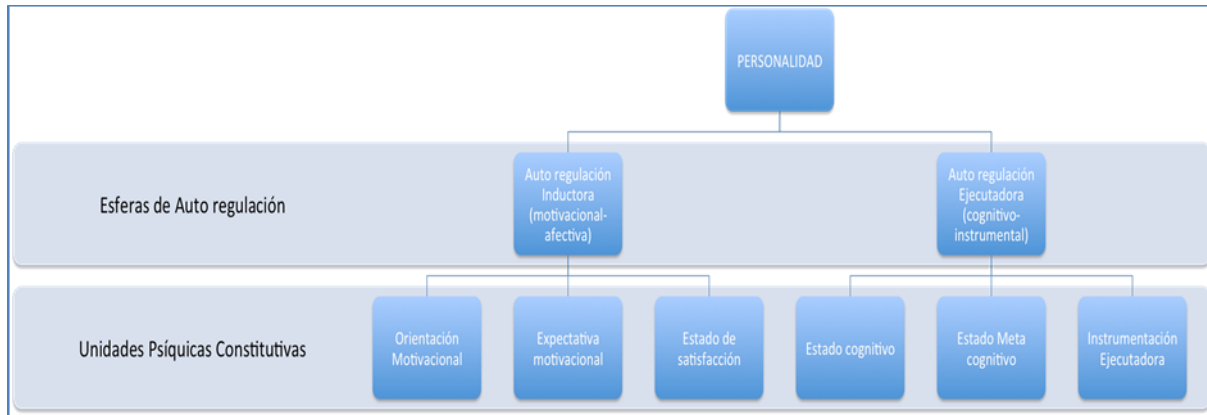 PERSONALIDAD
Esferas de Auto regulación
Auto regulación
Inductora
(motivacional-
afectiva)
Auto regulación
Ejecutadora
(cognitivo-
instrumental)
Unidades Psíquicas Constitutivas
Orientación
Motivacional
Expectativa
motivacional
Estado de
satisfacción
Estado cognitivo
Estado Meta
cognitivo
Instrumentación
Ejecutadora